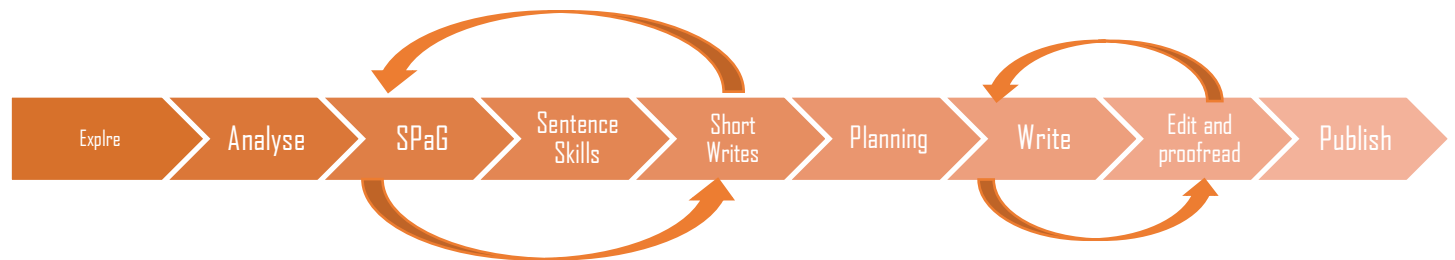 Explre
Analyse
SPaG
Sentence
Skills
Short
Writes
Planning
Write
Edit and
proofread
Publish